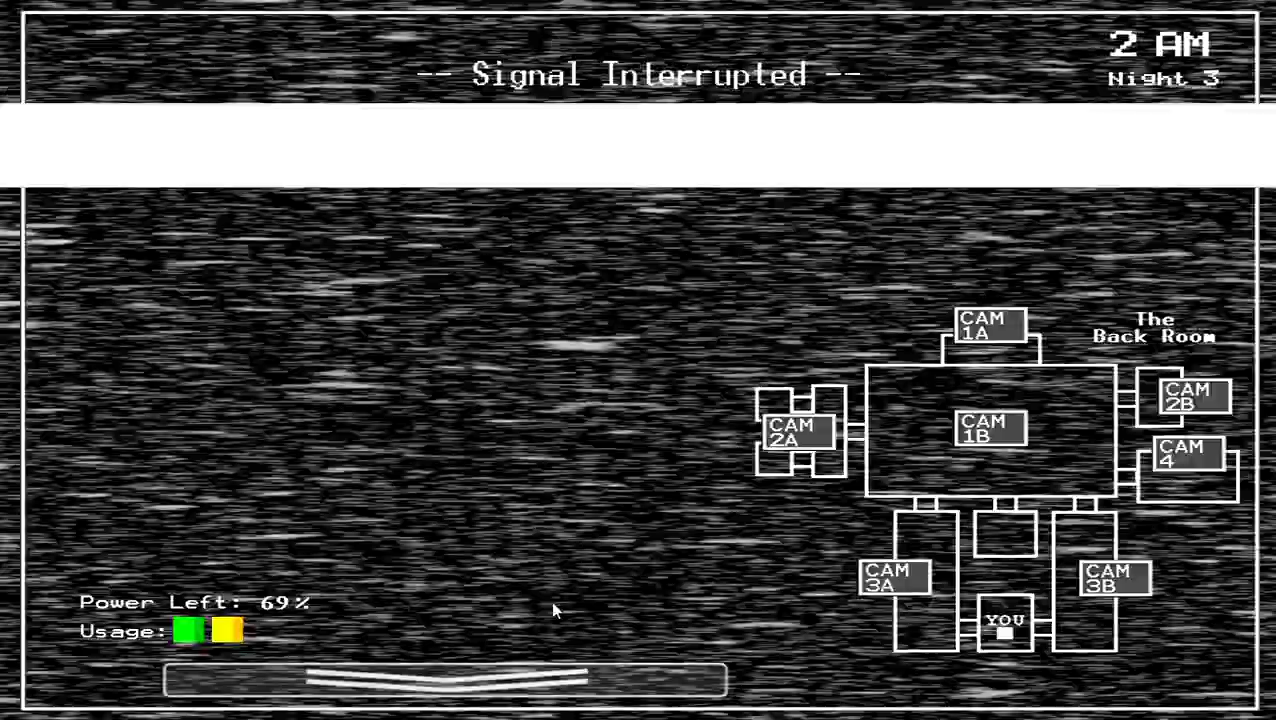 2 AM
-- Signal Interrupted --
Night 3
CAM
1A
The
Back Room
CAM
2B
CAM
2A
CAM
1B
CAM
4
CAM
3A
CAM
3B
Power Left: 69%
YOU
Usage: